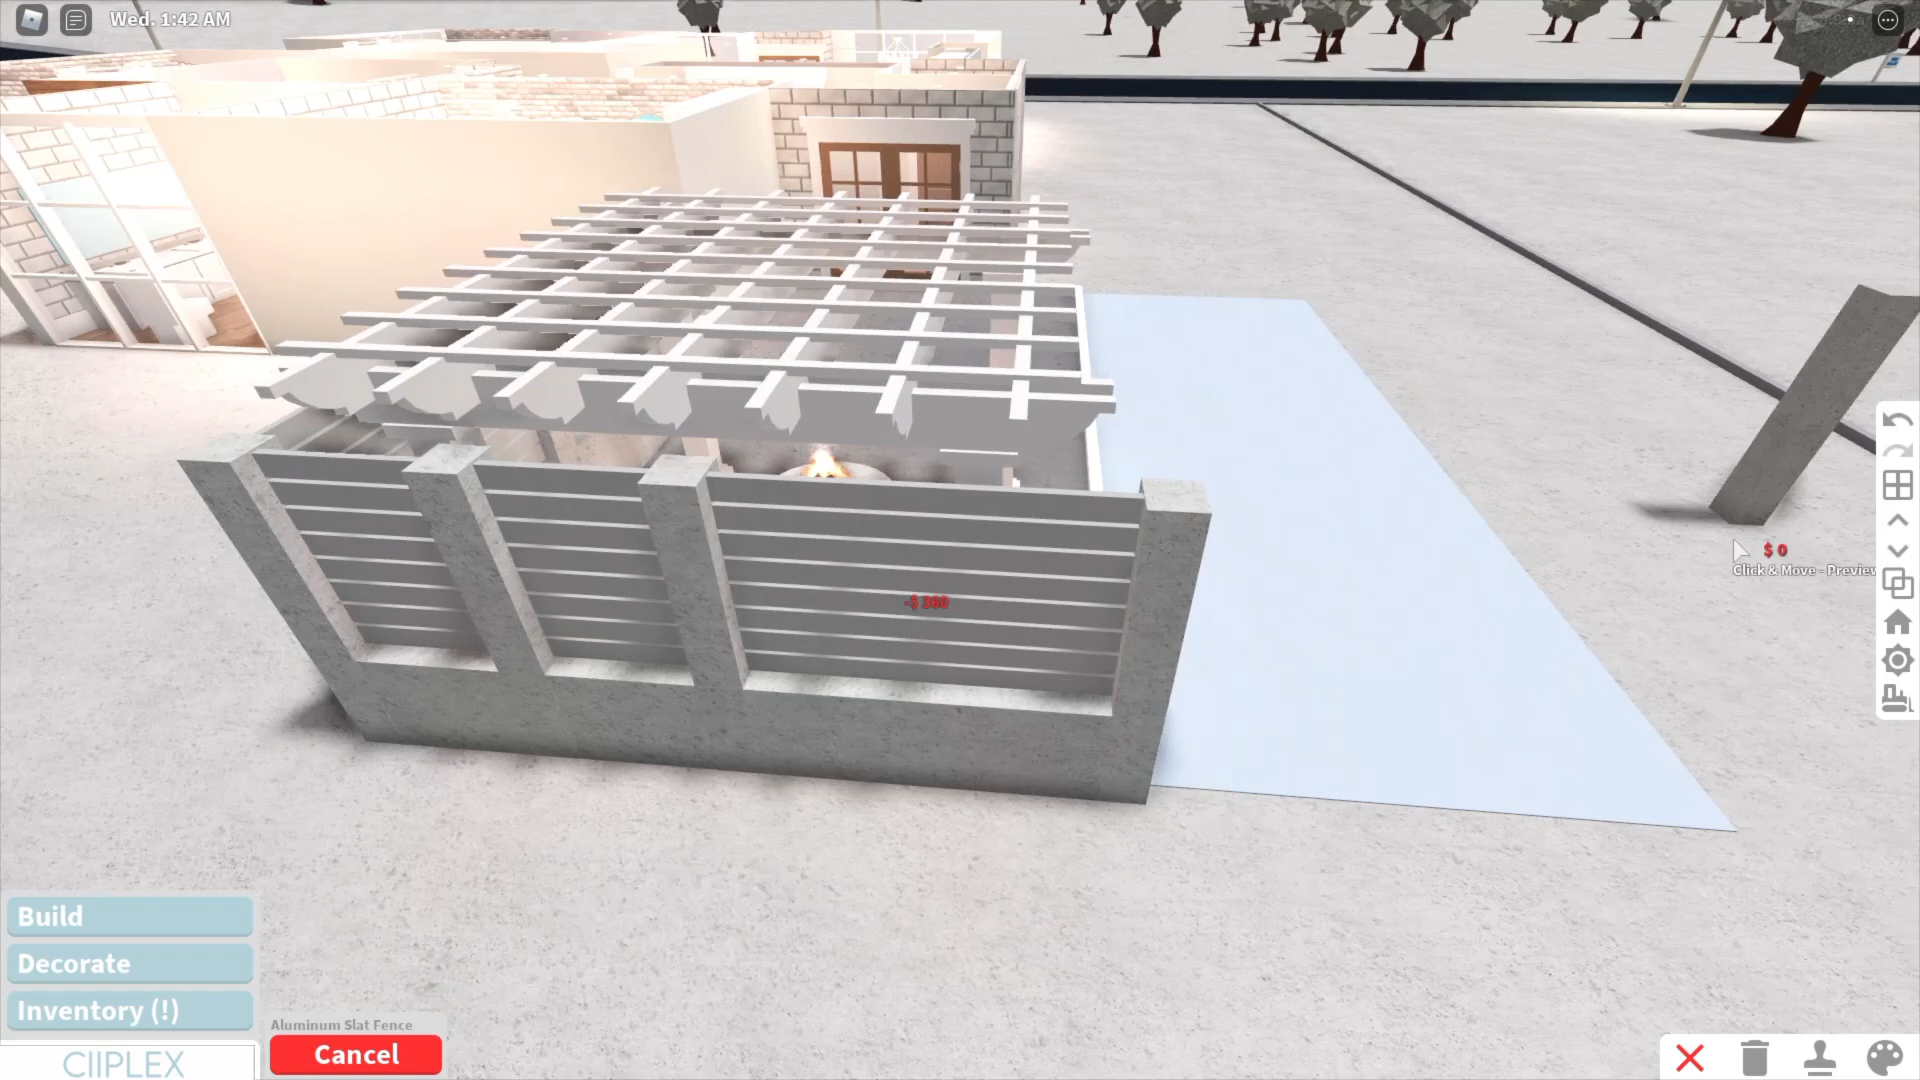 Wed. 1:42 AM
-$ 300
$ 0
Click & Move - Preview
Build
Decorate
Inventory (!)
CIIPLEX
Aluminum Slat Fence
Cancel